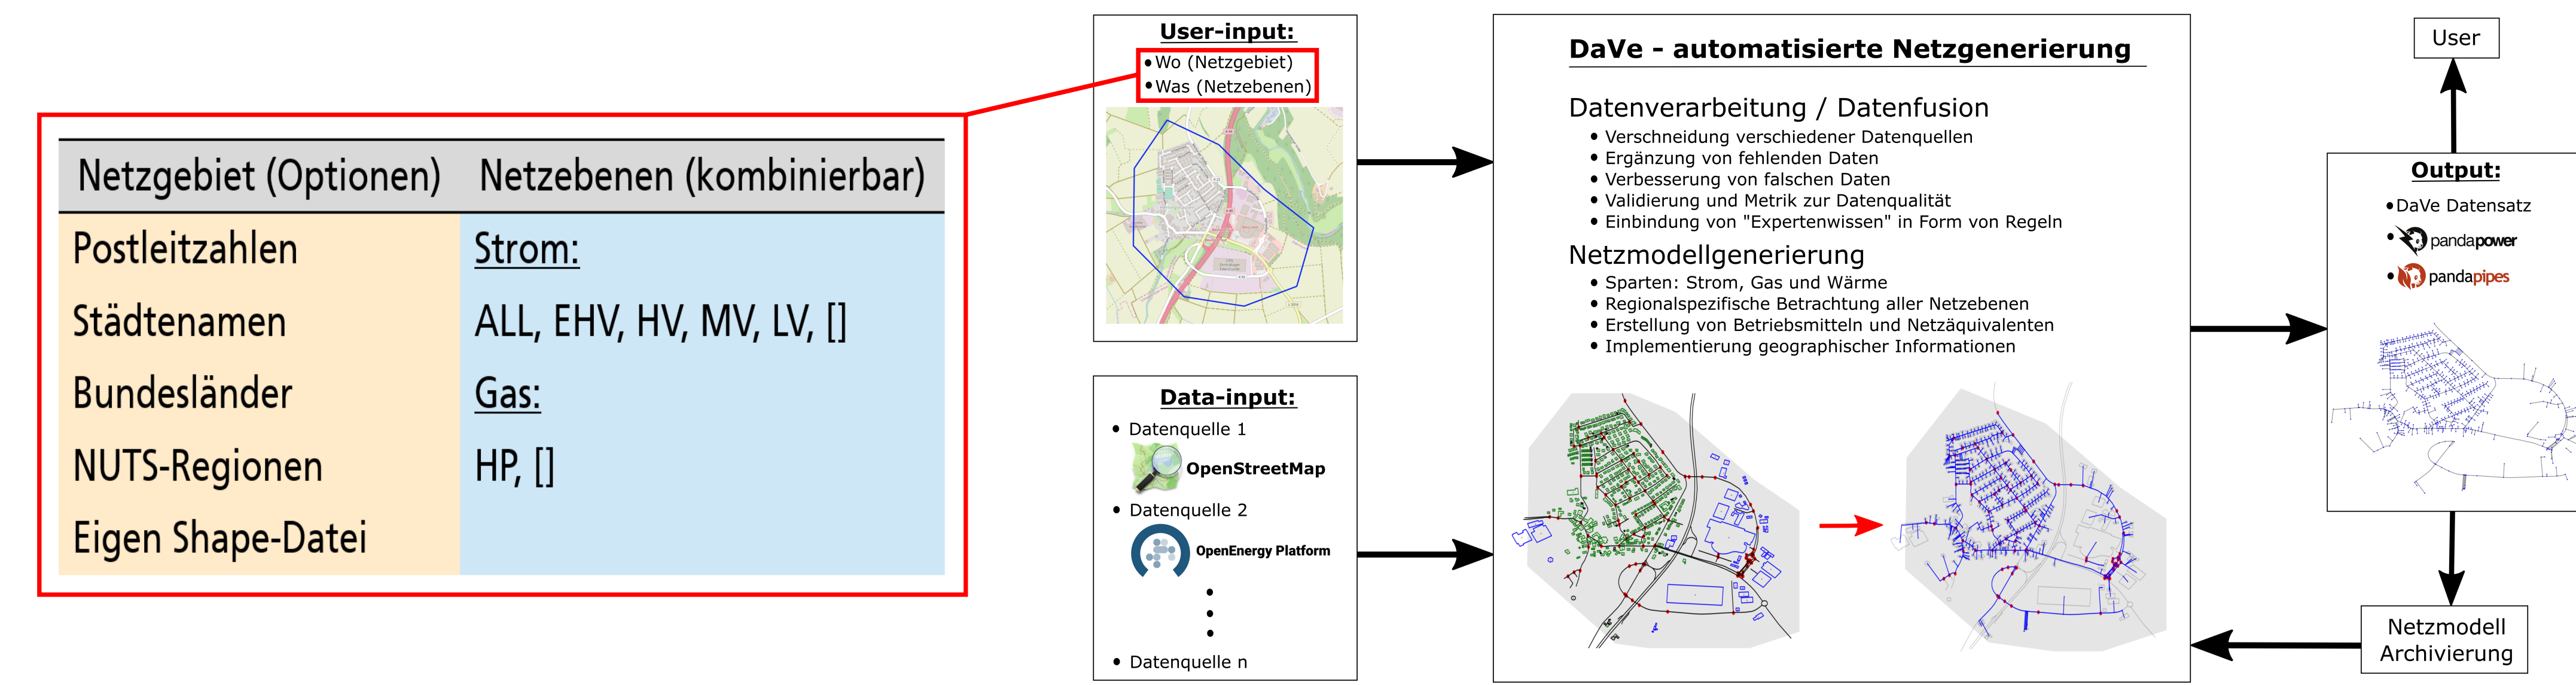 Netzgebiet (Optionen) Netzebenen (kombinierbar)
Postleitzahlen
Städtenamen
Bundesländer
NUTS-Regionen
Eigen Shape-Datei
Strom:
ALL, EHV, HV, MV, LV, []
Gas:
HP, []
User-input:
• Wo (Netzgebiet)
• Was (Netzebenen)
Data-input:
• Datenquelle 1
OpenStreetMap
• Datenquelle 2
OpenEnergy Platform
• Datenquelle n
DaVe - automatisierte Netzgenerierung
Datenverarbeitung / Datenfusion
• Verschneidung verschiedener Datenquellen
• Ergänzung von fehlenden Daten
• Verbesserung von falschen Daten
• Validierung und Metrik zur Datenqualität
• Einbindung von "Expertenwissen" in Form von Regeln
Netzmodellgenerierung
• Sparten: Strom, Gas und Wärme
• Regionalspezifische Betrachtung aller Netzebenen
• Erstellung von Betriebsmitteln und Netzäquivalenten
• Implementierung geographischer Informationen
User
Output:
• DaVe Datensatz
• pandapower
• pandapipes
Netzmodell
Archivierung